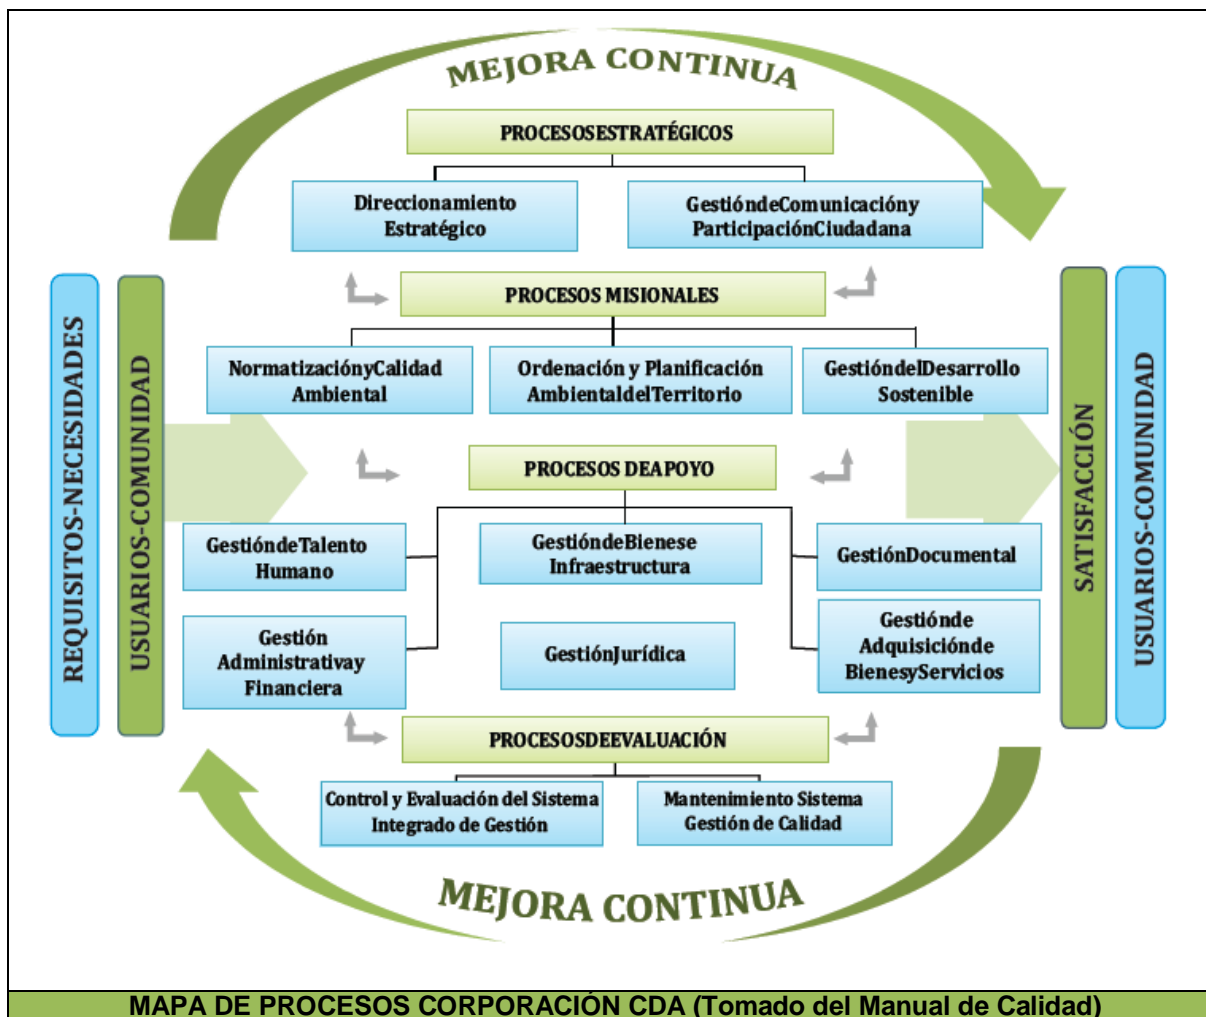 MEJORA CONTINUA
PROCESOSESTRATÉGICOS
Direccionamiento
Estratégico
GestióndeComunicacióny
ParticipaciónCiudadana
REQUISITOS-NECESIDADES
USUARIOS-COMUNIDAD
PROCESOS MISIONALES
NormatizaciónyCalidad
Ambiental
Ordenación y Planificación
AmbientaldelTerritorio
GestióndelDesarrollo
Sostenible
PROCESOS DEAPOYO
GestióndeTalento
Humano
GestióndeBienese
Infraestructura
GestiónDocumental
Gestión
Administrativay
Financiera
GestiónJurídica
Gestiónde
Adquisiciónde
BienesyServicios
PROCESOSDEEVALUACIÓN
Control y Evaluación del Sistema
Integrado de Gestión
Mantenimiento Sistema
Gestión de Calidad
SATISFACCIÓN
USUARIOS-COMUNIDAD
MEJORA CONTINUA
MAPA DE PROCESOS CORPORACIÓN CDA (Tomado del Manual de Calidad)